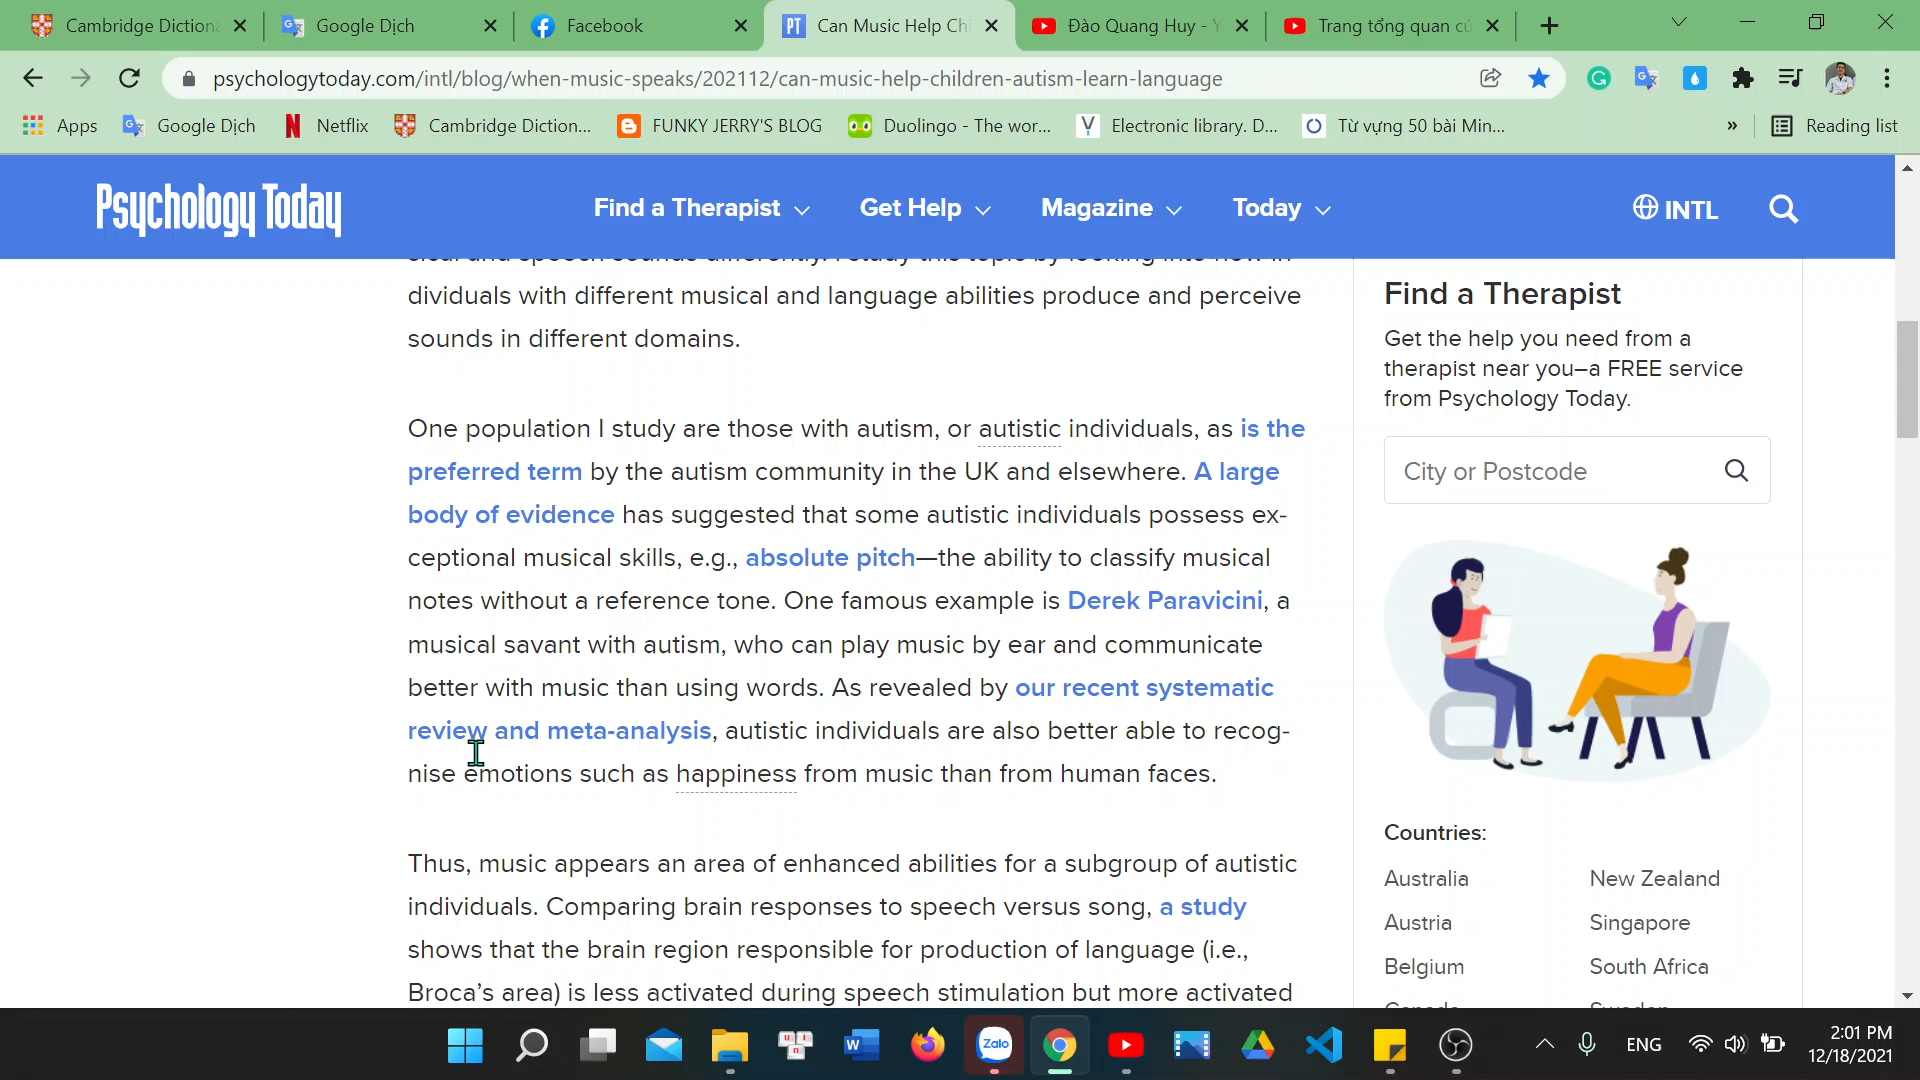 Cambridge Dictiona
Google Dịch
Facebook
Can Music Help Chi
Đào Quang Huy - Y
Trang tổng quan củ
psychologytoday.com/intl/blog/when-music-speaks/202112/can-music-help-children-autism-learn-language
Apps
Google Dịch
Netflix
Cambridge Diction...
FUNKY JERRY'S BLOG
Duolingo - The wor...
Electronic library. D...
Từ vựng 50 bài Min...
»
Reading list
Psychology Today
Find a Therapist
Get Help
Magazine
Today
INTL
dividuals with different musical and language abilities produce and perceive
sounds in different domains.
One population I study are those with autism, or autistic individuals, as is the
preferred term by the autism community in the UK and elsewhere. A large
body of evidence has suggested that some autistic individuals possess ex-
ceptional musical skills, e.g., absolute pitch—the ability to classify musical
notes without a reference tone. One famous example is Derek Paravicini, a
musical savant with autism, who can play music by ear and communicate
better with music than using words. As revealed by our recent systematic
review and meta-analysis, autistic individuals are also better able to recog-
nise emotions such as happiness from music than from human faces.
Thus, music appears an area of enhanced abilities for a subgroup of autistic
individuals. Comparing brain responses to speech versus song, a study
shows that the brain region responsible for production of language (i.e.,
Broca's area) is less activated during speech stimulation but more activated
Find a Therapist
Get the help you need from a
therapist near you–a FREE service
from Psychology Today.
City or Postcode
Countries:
Australia
New Zealand
Austria
Singapore
Belgium
South Africa
Zalo
ENG
2:01 PM
12/18/2021